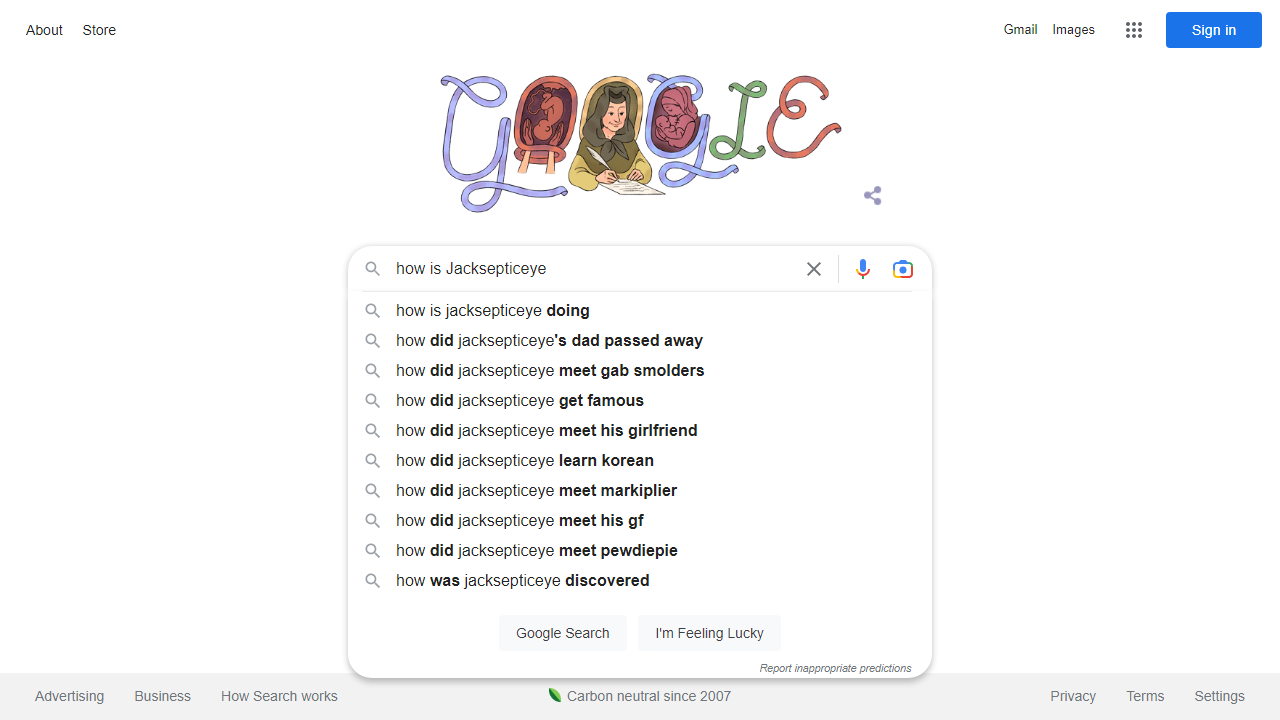 About Store Gmail Images Sign in
GOOGLE
how is Jacksepticeye
how is jacksepticeye doing
how did jacksepticeye's dad passed away
how did jacksepticeye meet gab smolders
how did jacksepticeye get famous
how did jacksepticeye meet his girlfriend
how did jacksepticeye learn korean
how did jacksepticeye meet markiplier
how did jacksepticeye meet his gf
how did jacksepticeye meet pewdiepie
how was jacksepticeye discovered
Google Search I'm Feeling Lucky
Report inappropriate predictions
Advertising Business How Search works Carbon neutral since 2007 Privacy Terms Settings